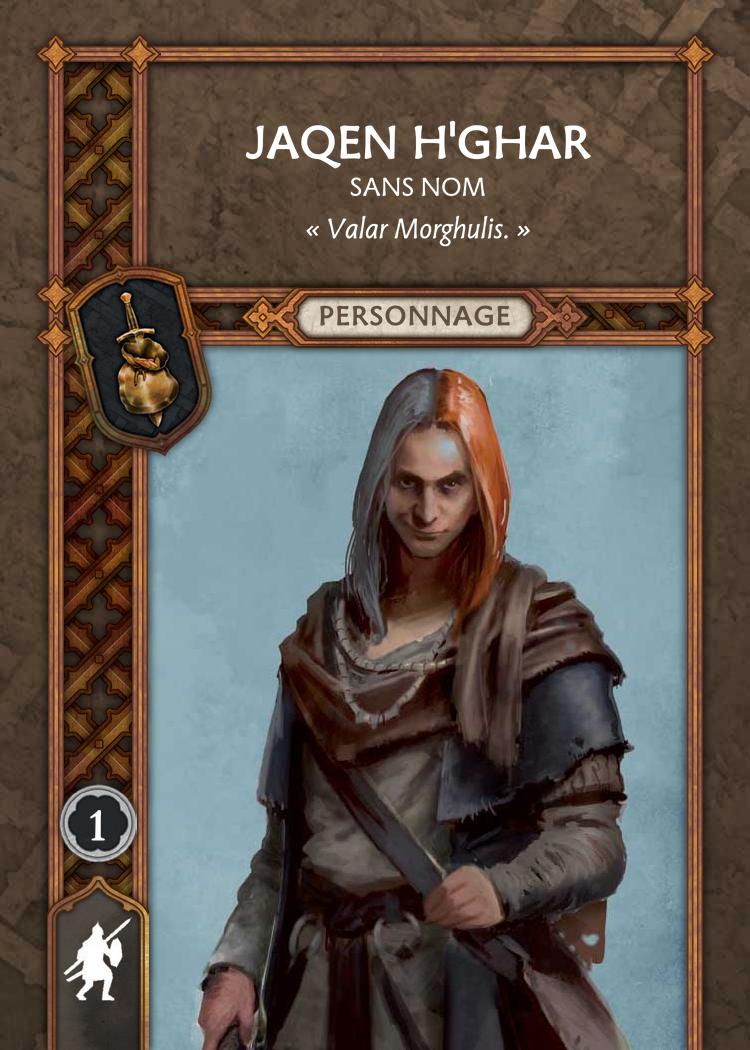 JAQEN H'GHAR
SANS NOM
« Valar Morghulis. »
PERSONNAGE
1